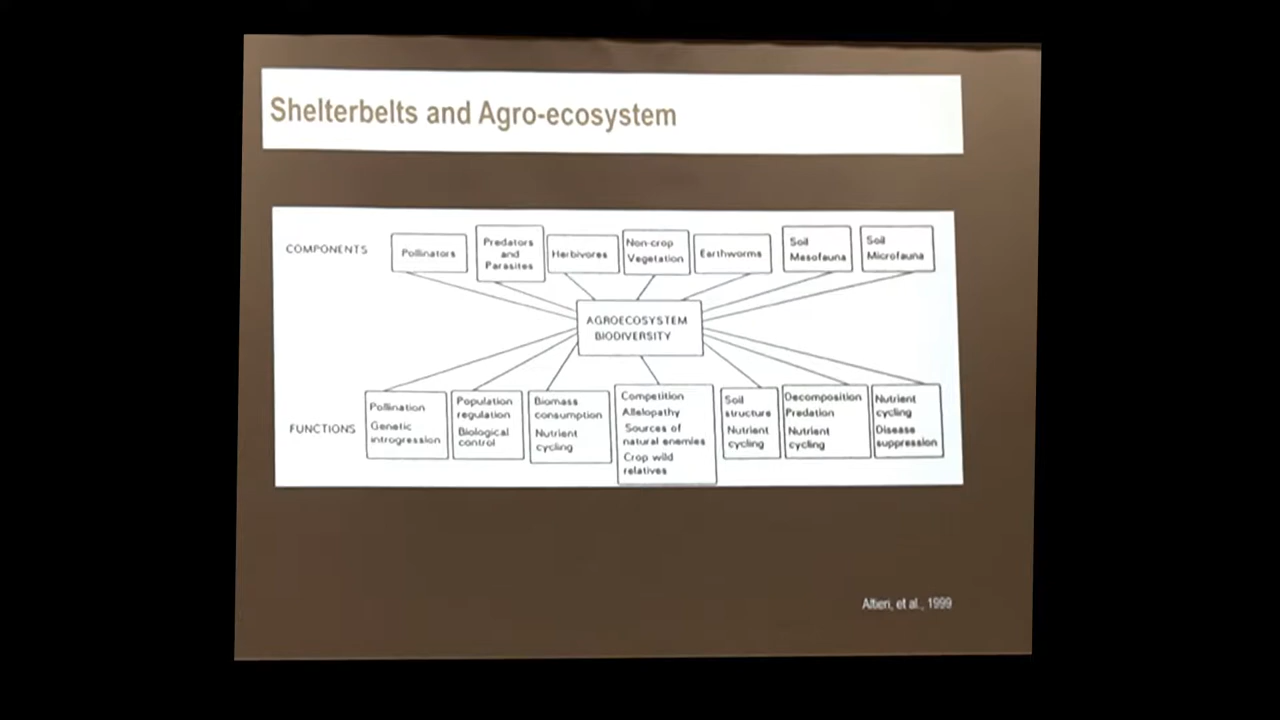 Shelterbelts and Agro-ecosystem
COMPONENTS
Pollinators
Predators
and
Parasites
Herbivores
Non-crop
Vegetation
Earthworms
Soil
Mesofauna
Soil
Microfauna
AGROECOSYSTEM
BIODIVERSITY
FUNCTIONS
Pollination
Genetic
introgression
Population
regulation
Biological
control
Biomass
consumption
Nutrient
cycling
Competition
Allelopathy
Sources of
natural enemies
Crop wild
relatives
Soil
structure
Nutrient
cycling
Decomposition
Predation
Nutrient
cycling
Nutrient
cycling
Disease
suppression
Altieri, et al., 1999